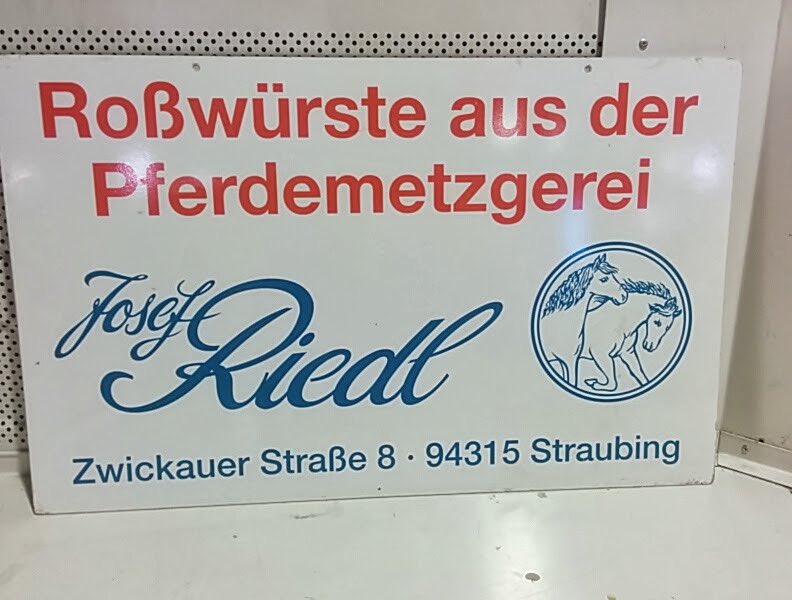 Roßwürste aus der
Pferdemetzgerei
Josef Riedl
Zwickauer Straße 8 · 94315 Straubing